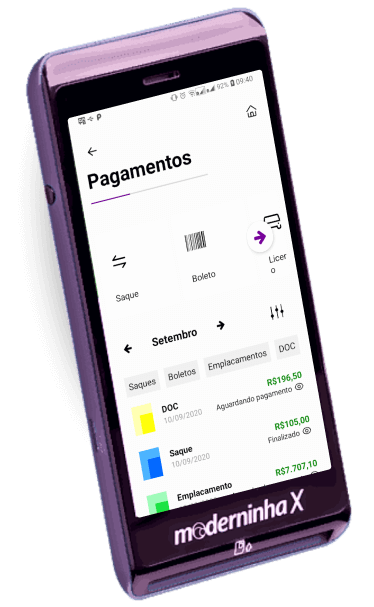 92% 09:40
Pagamentos
Saque
Boleto
Licer
o
Setembro
Saques Boletos Emplacamentos DOC
DOC R$196,50
10/09/2020 Aguardando pagamento
Saque R$105,00
10/09/2020 Finalizado
Emplacamento R$7.707,10
moderninha X